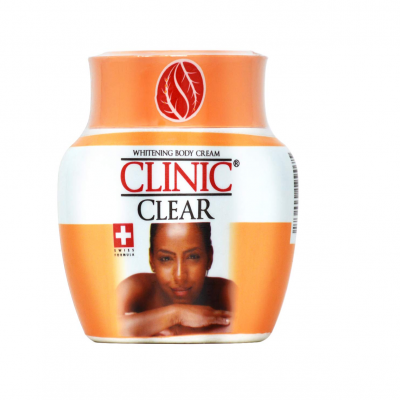 WHITENING BODY CREAM
CLINIC®
CLEAR
SWISS
FORMULA